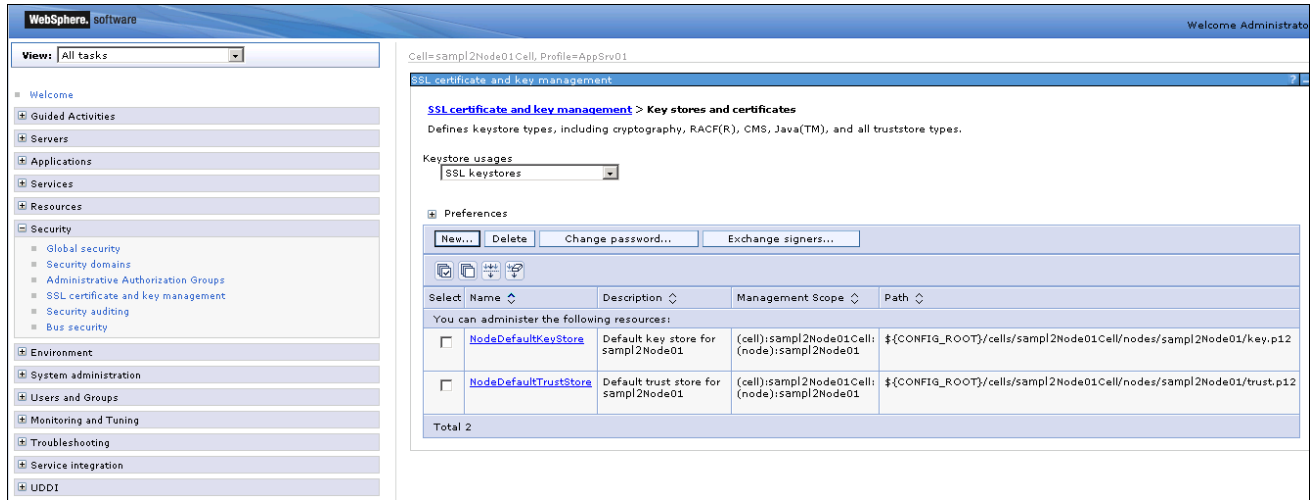 WebSphere. software
Welcome Administrato
View: All tasks
Cell=sampl2Node01Cell, Profile=AppSrv01
SSL certificate and key management ? –
Welcome
Guided Activities
Servers
Applications
Services
Resources
Security
Global security
Security domains
Administrative Authorization Groups
SSL certificate and key management
Security auditing
Bus security
Environment
System administration
Users and Groups
Monitoring and Tuning
Troubleshooting
Service integration
UDDI
SSL certificate and key management > Key stores and certificates
Defines keystore types, including cryptography, RACF(R), CMS, Java(TM), and all truststore types.
Keystore usages
SSL keystores
Preferences
New... Delete Change password... Exchange signers...
Select Name Description Management Scope Path
You can administer the following resources:
NodeDefaultKeyStore Default key store for (cell):sampl2Node01Cell: ${CONFIG_ROOT}/cells/sampl2Node01Cell/nodes/sampl2Node01/key.p12
sampl2Node01 (node):sampl2Node01
NodeDefaultTrustStore Default trust store for (cell):sampl2Node01Cell: ${CONFIG_ROOT}/cells/sampl2Node01Cell/nodes/sampl2Node01/trust.p12
sampl2Node01 (node):sampl2Node01
Total 2